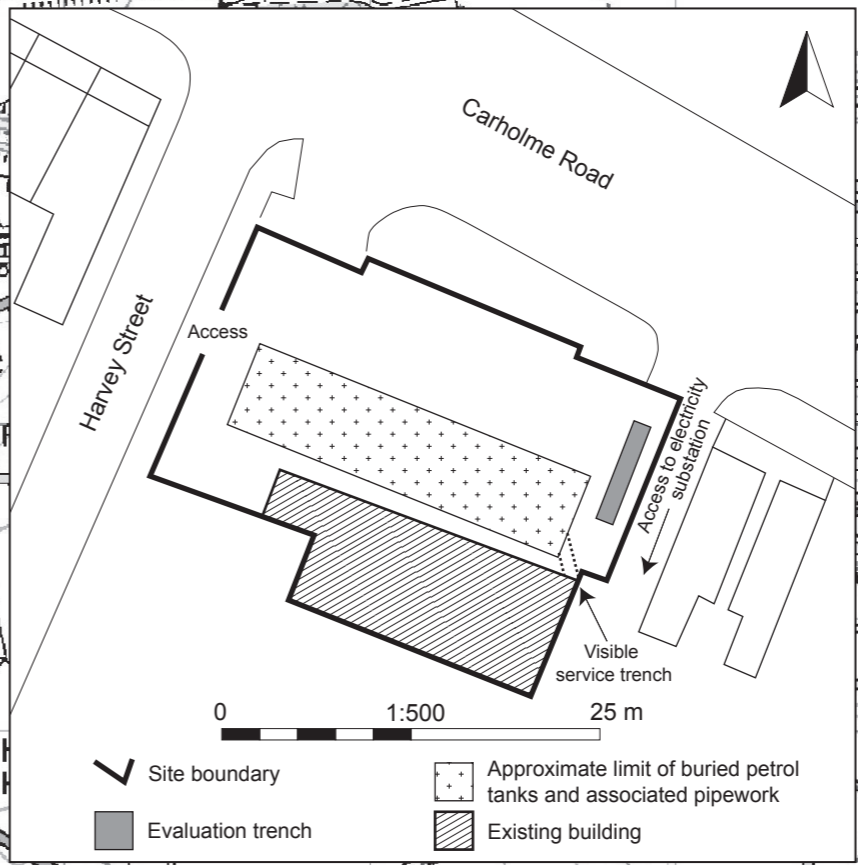 Carholme Road
Harvey Street
Access
Access to electricity
substation
Visible
service trench
0 1:500 25 m
Site boundary
Approximate limit of buried petrol
tanks and associated pipework
Evaluation trench
Existing building